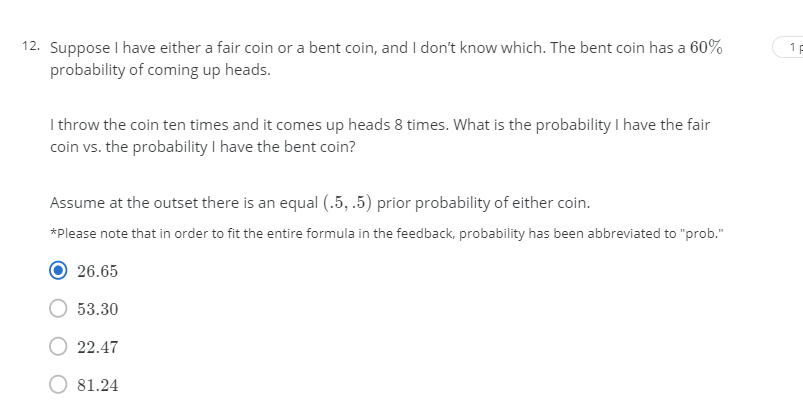 12. Suppose I have either a fair coin or a bent coin, and I don't know which. The bent coin has a 60%
probability of coming up heads.
I throw the coin ten times and it comes up heads 8 times. What is the probability I have the fair
coin vs. the probability I have the bent coin?
Assume at the outset there is an equal (.5, .5) prior probability of either coin.
*Please note that in order to fit the entire formula in the feedback, probability has been abbreviated to "prob."
26.65
53.30
22.47
81.24